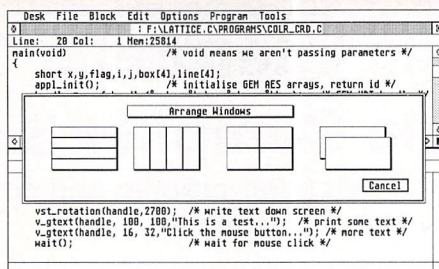 Desk File Block Edit Options Program Tools
: F:\LATTICE.C\PROGRAMS\COLR_CRD.C
Line: 20 Col: 1 Mem:25814
main(void) /* void means we aren't passing parameters */
{
short x,y,flag,i,j,box[4],line[4];
appl_init(); /* initialise GEM AES arrays, return id */
Arrange Windows
Cancel
vst_rotation(handle,2700); /* write text down screen */
v_gtext(handle, 100, 100,"This is a test..."); /* print some text */
v_gtext(handle, 16, 32,"Click the mouse button..."); /* more text */
wait(); /* wait for mouse click */